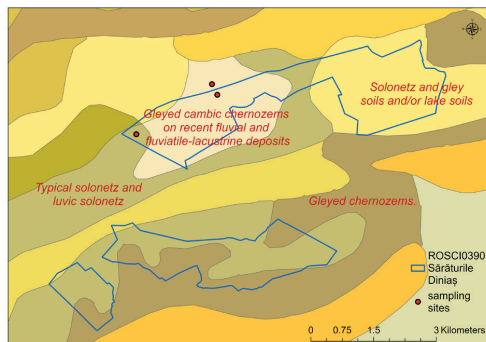 Solonetz and gley
soils and/or lake soils
Gleyed cambic chernozems
on recent fluvial and
fluviatile-lacustrine deposits
Typical solonetz and
luvic solonetz
Gleyed chernozems.
ROSCI0390
Sărăturile
Diniaș
sampling
sites
0 0.75 1.5 3 Kilometers